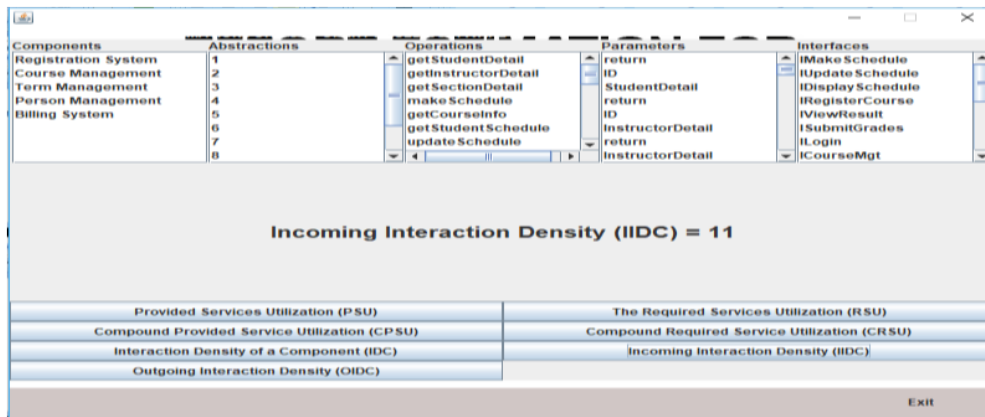 Components
Abstractions
Operations
Parameters
Interfaces
Registration System
Course Management
Term Management
Person Management
Billing System
1
2
3
4
5
6
7
8
getStudentDetail
getInstructorDetail
getSectionDetail
makeSchedule
getCourseInfo
getStudentSchedule
updateSchedule
return
ID
StudentDetail
return
ID
InstructorDetail
return
InstructorDetail
IMakeSchedule
IUpdateSchedule
IDisplaySchedule
IRegisterCourse
IViewResult
ISubmitGrades
ILogin
ICourseMgt
Incoming Interaction Density (IIDC) = 11
Provided Services Utilization (PSU)
The Required Services Utilization (RSU)
Compound Provided Service Utilization (CPSU)
Compound Required Service Utilization (CRSU)
Interaction Density of a Component (IDC)
Incoming Interaction Density (IIDC)
Outgoing Interaction Density (OIDC)
Exit